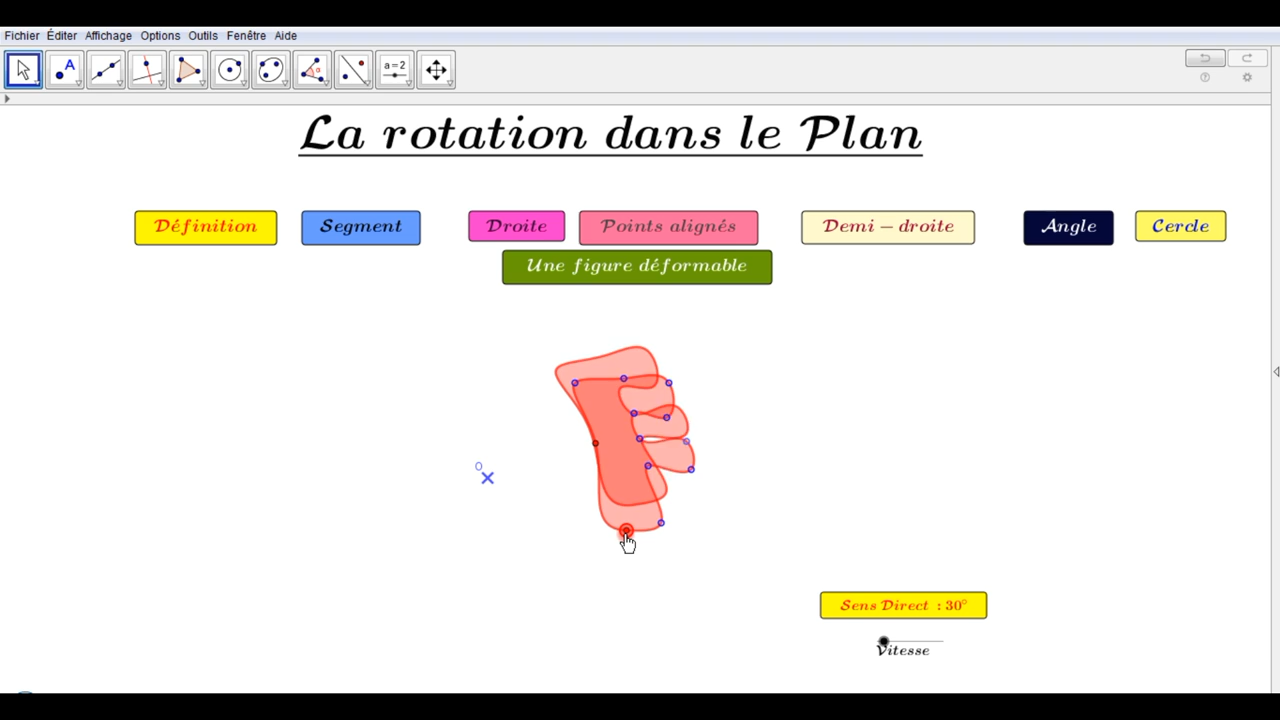 Fichier Éditer Affichage Options Outils Fenêtre Aide
A
α
a = 2
La rotation dans le Plan
Définition Segment Droite Points alignés Demi – droite Angle Cercle
Une figure déformable
O
Sens Direct : 30°
Vitesse